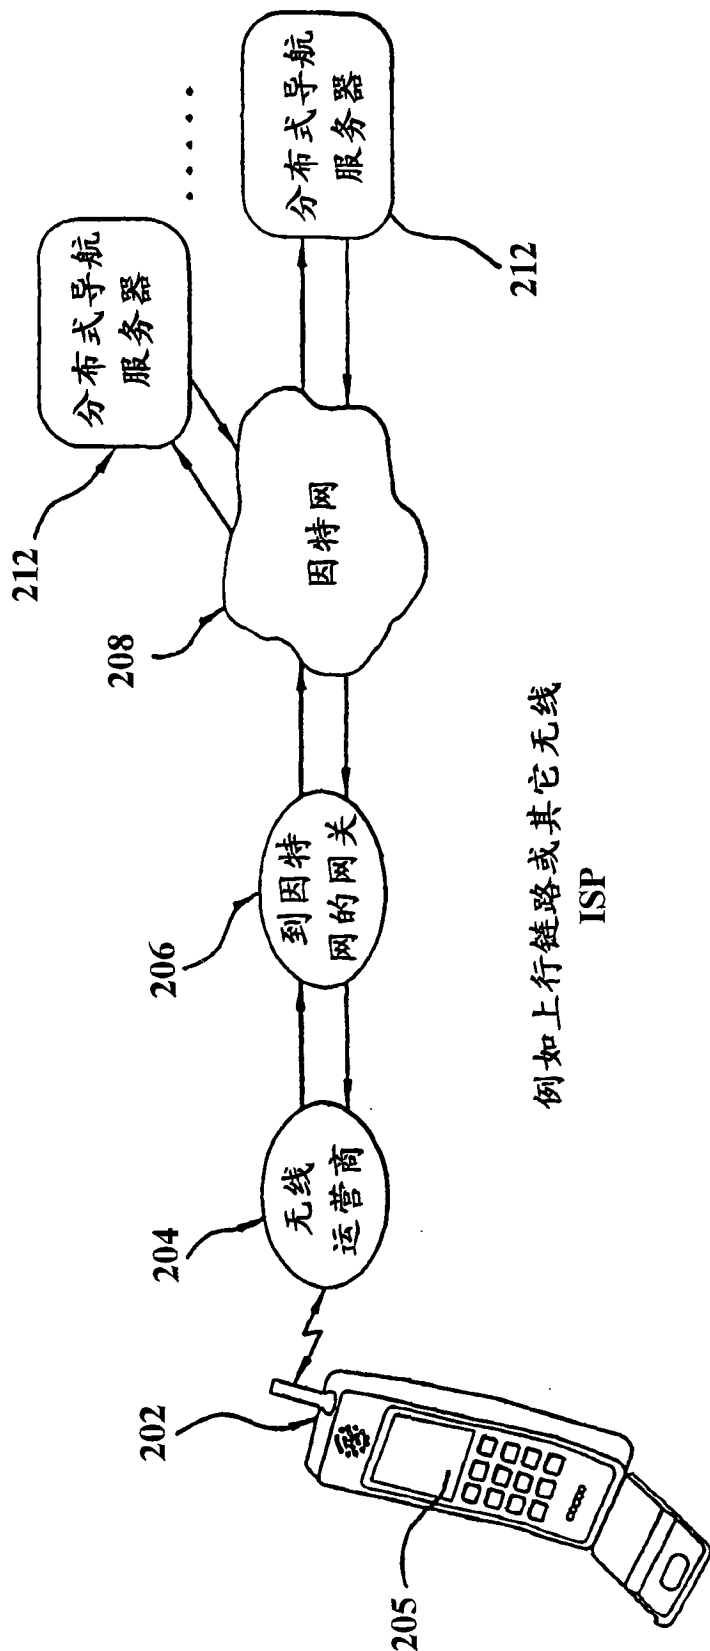 212
分布式导航
服务器
.....
208
因特网
分布式导航
服务器
212
206
到因特
网的网关
204
无线
运营商
202
205
例如上行链路或其它无线
ISP